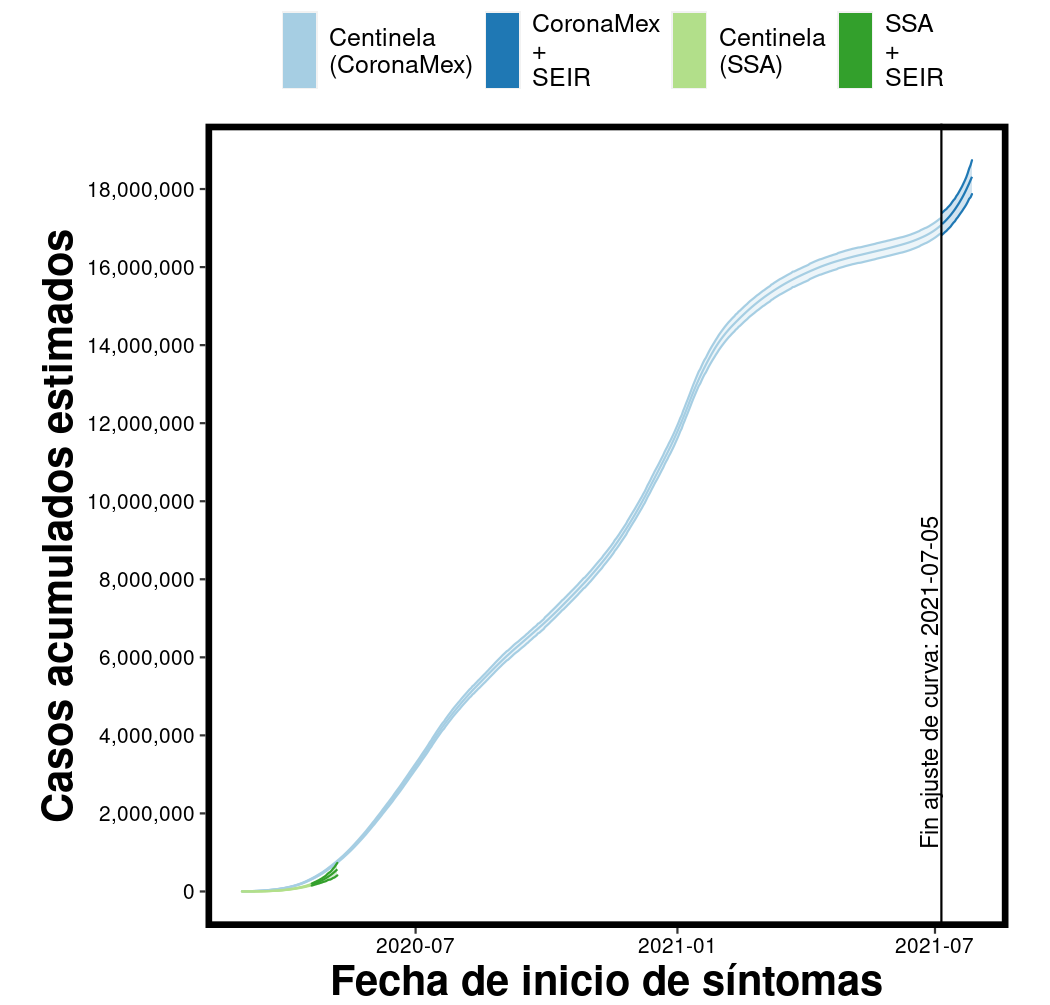 Centinela
(CoronaMex)
CoronaMex
+
SEIR
Centinela
(SSA)
SSA
+
SEIR
Casos acumulados estimados
18,000,000
16,000,000
14,000,000
12,000,000
10,000,000
8,000,000
6,000,000
4,000,000
2,000,000
0
Fin ajuste de curva: 2021-07-05
2020-07
2021-01
2021-07
Fecha de inicio de síntomas